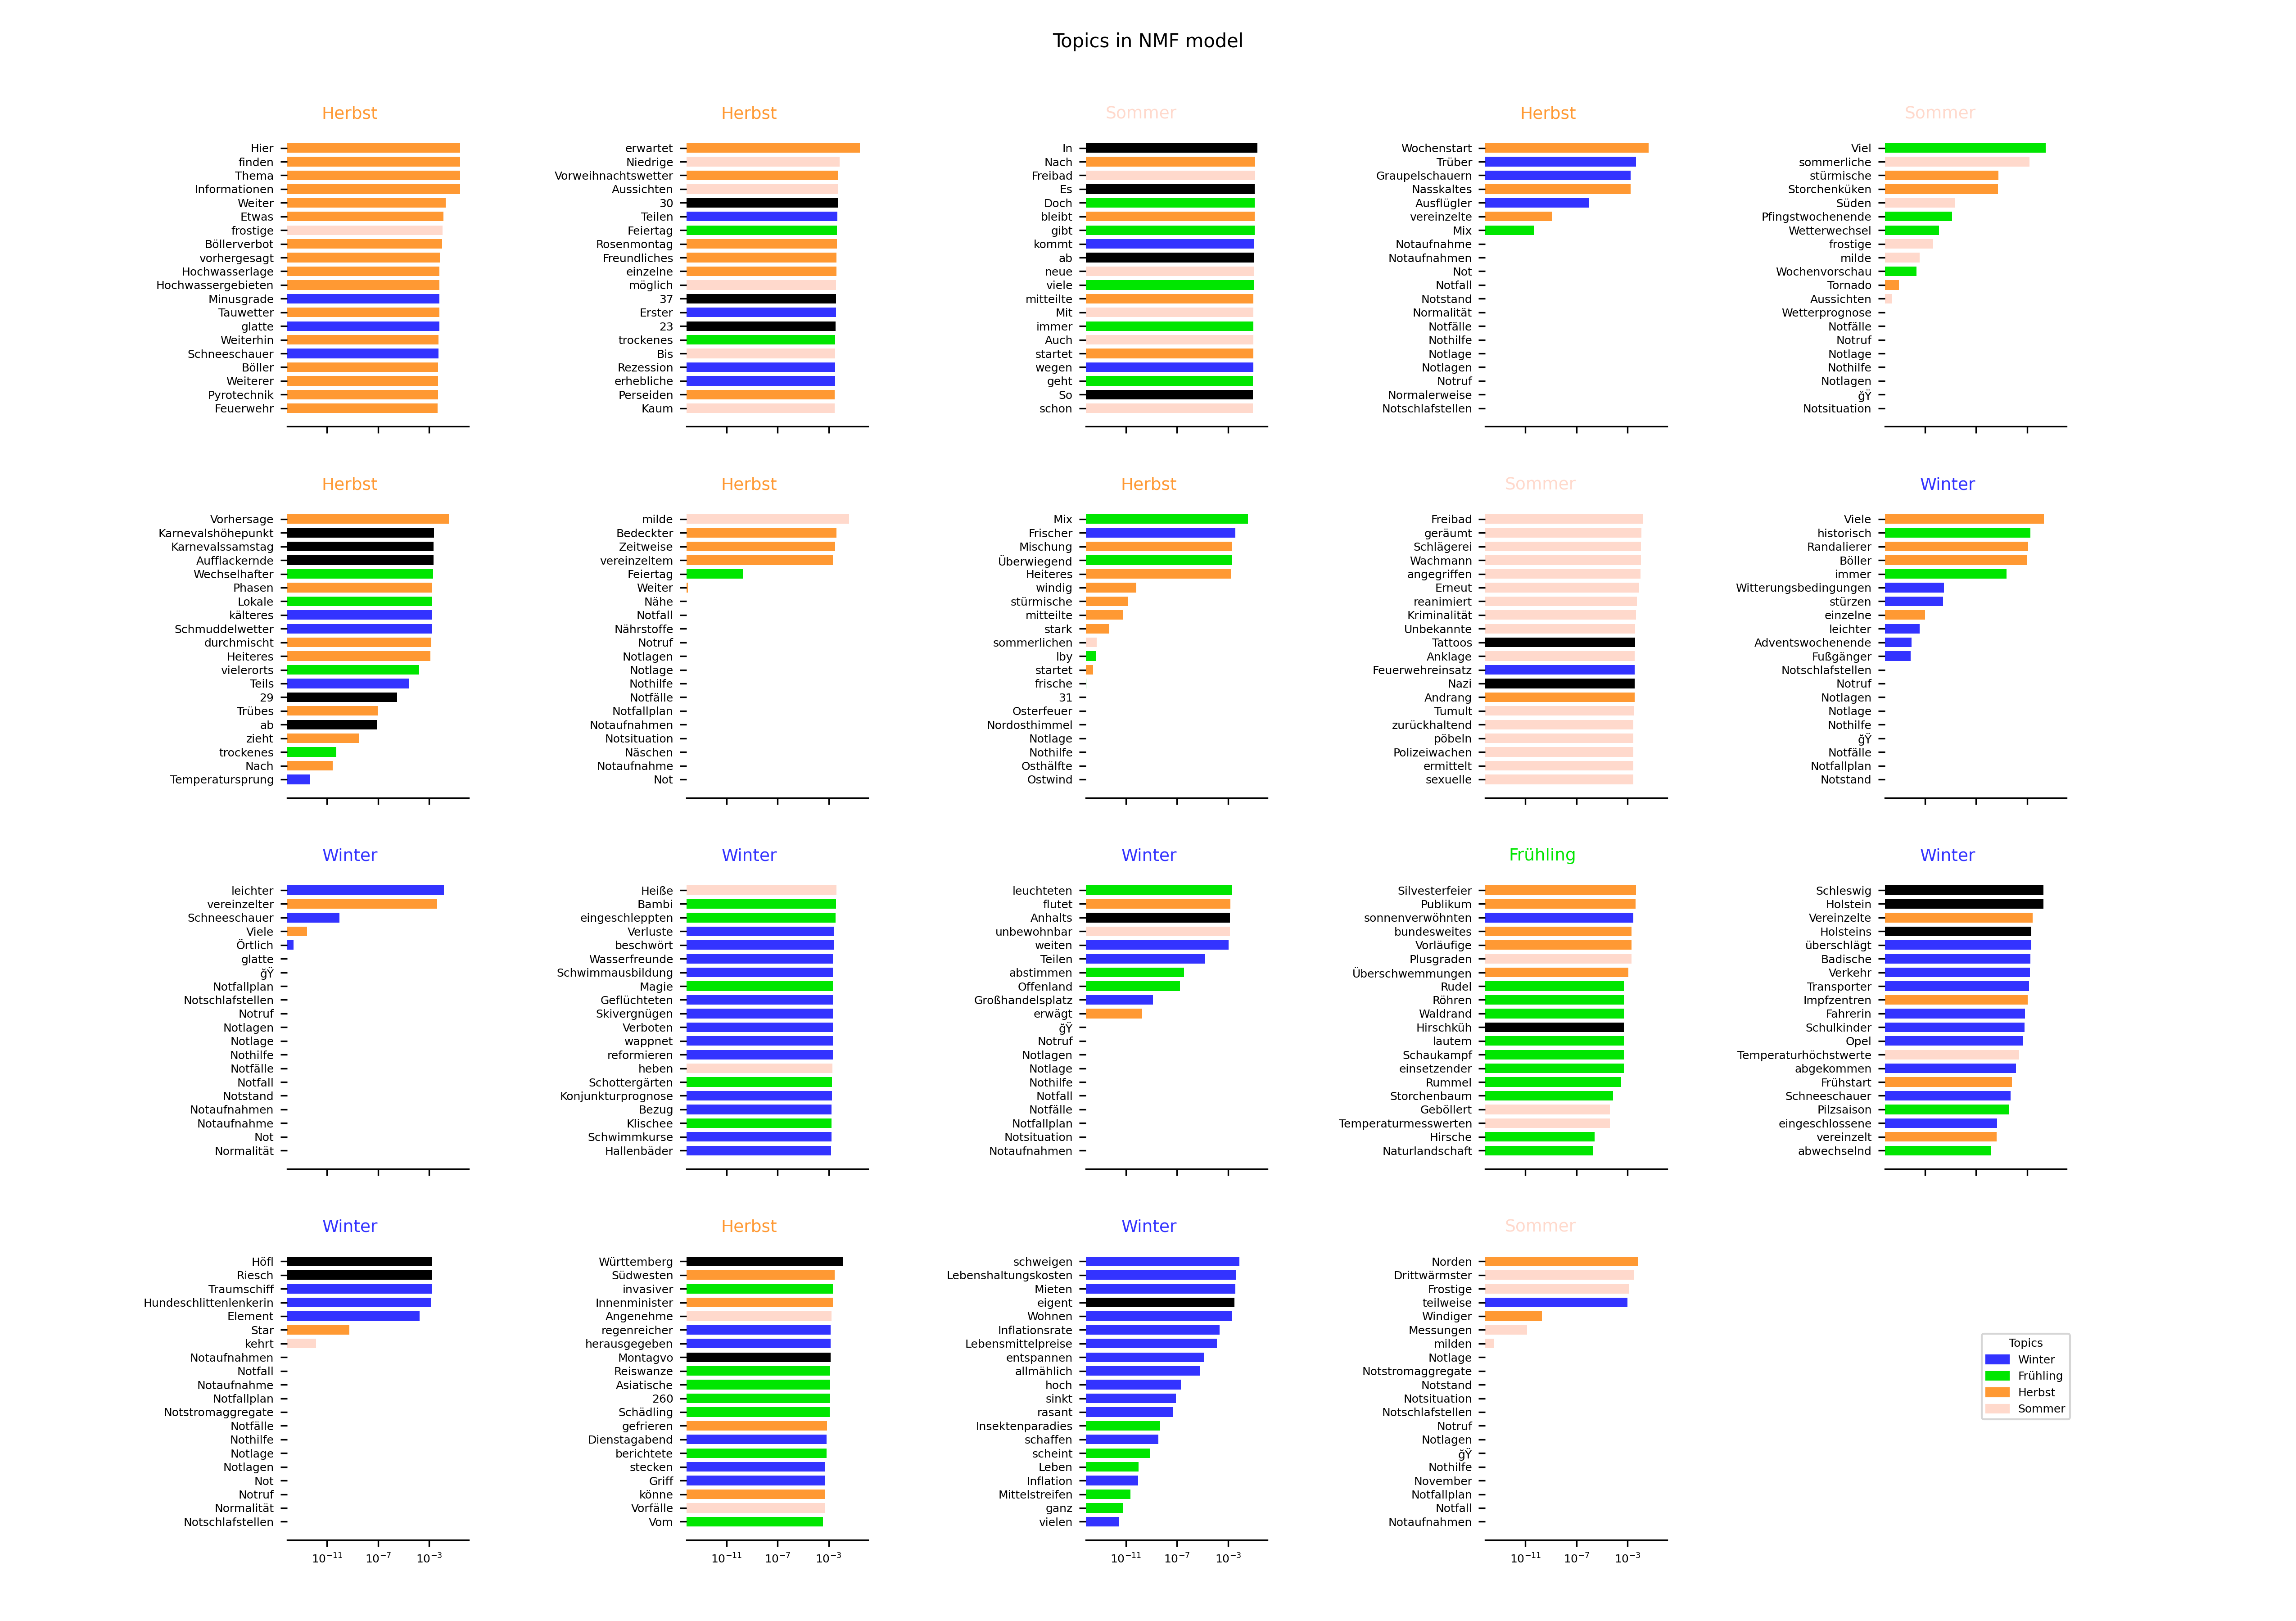 Topics in NMF model
Herbst
Hier
finden
Thema
Informationen
Weiter
Etwas
frostige
Böllerverbot
vorhergesagt
Hochwasserlage
Hochwassergebieten
Minusgrade
Tauwetter
glatte
Weiterhin
Schneeschauer
Böller
Weiterer
Pyrotechnik
Feuerwehr
Herbst
erwartet
Niedrige
Vorweihnachtswetter
Aussichten
30
Teilen
Feiertag
Rosenmontag
Freundliches
einzelne
möglich
37
Erster
23
trockenes
Bis
Rezession
erhebliche
Perseiden
Kaum
Sommer
In
Nach
Freibad
Es
Doch
bleibt
gibt
kommt
ab
neue
viele
mitteilte
Mit
immer
Auch
startet
wegen
geht
So
schon
Herbst
Wochenstart
Trüber
Graupelschauern
Nasskaltes
Ausflügler
vereinzelte
Mix
Notaufnahme
Notaufnahmen
Not
Notfall
Notstand
Normalität
Notfälle
Nothilfe
Notlage
Notlagen
Notruf
Normalerweise
Notschlafstellen
Sommer
Viel
sommerliche
stürmische
Storchenküken
Süden
Pfingstwochenende
Wetterwechsel
frostige
milde
Wochenvorschau
Tornado
Aussichten
Wetterprognose
Notfälle
Notruf
Notlage
Nothilfe
Notlagen
ğŸ
Notsituation
Herbst
Vorhersage
Karnevalshöhepunkt
Karnevalssamstag
Aufflackernde
Wechselhafter
Phasen
Lokale
kälteres
Schmuddelwetter
durchmischt
Heiteres
vielerorts
Teils
29
Trübes
ab
zieht
trockenes
Nach
Temperatursprung
Herbst
milde
Bedeckter
Zeitweise
vereinzeltem
Feiertag
Weiter
Nähe
Notfall
Nährstoffe
Notruf
Notlagen
Notlage
Nothilfe
Notfälle
Notfallplan
Notaufnahmen
Notsituation
Näschen
Notaufnahme
Not
Herbst
Mix
Frischer
Mischung
Überwiegend
Heiteres
windig
stürmische
mitteilte
stark
sommerlichen
lby
startet
frische
31
Osterfeuer
Nordosthimmel
Notlage
Nothilfe
Osthälfte
Ostwind
Sommer
Freibad
geräumt
Schlägerei
Wachmann
angegriffen
Erneut
reanimiert
Kriminalität
Unbekannte
Tattoos
Anklage
Feuerwehreinsatz
Nazi
Andrang
Tumult
zurückhaltend
pöbeln
Polizeiwachen
ermittelt
sexuelle
Winter
Viele
historisch
Randalierer
Böller
immer
Witterungsbedingungen
stürzen
einzelne
leichter
Adventswochenende
Fußgänger
Notschlafstellen
Notruf
Notlagen
Notlage
Nothilfe
ğŸ
Notfälle
Notfallplan
Notstand
Winter
leichter
vereinzelter
Schneeschauer
Viele
Örtlich
glatte
ğŸ
Notfallplan
Notschlafstellen
Notruf
Notlagen
Notlage
Nothilfe
Notfälle
Notfall
Notstand
Notaufnahmen
Notaufnahme
Not
Normalität
Winter
Heiße
Bambi
eingeschleppten
Verluste
beschwört
Wasserfreunde
Schwimmausbildung
Magie
Geflüchteten
Skivergnügen
Verboten
wappnet
reformieren
heben
Schottergärten
Konjunkturprognose
Bezug
Klischee
Schwimmkurse
Hallenbäder
Winter
leuchteten
flutet
Anhalts
unbewohnbar
weiten
Teilen
abstimmen
Offenland
Großhandelsplatz
erwägt
ğŸ
Notruf
Notlagen
Notlage
Nothilfe
Notfall
Notfälle
Notfallplan
Notsituation
Notaufnahmen
Frühling
Silvesterfeier
Publikum
sonnenverwöhnten
bundesweites
Vorläufige
Plusgraden
Überschwemmungen
Rudel
Röhren
Waldrand
Hirschküh
lautem
Schaukampf
einsetzender
Rummel
Storchenbaum
Geböllert
Temperaturmesswerten
Hirsche
Naturlandschaft
Winter
Schleswig
Holstein
Vereinzelte
Holsteins
überschlägt
Badische
Verkehr
Transporter
Impfzentren
Fahrerin
Schulkinder
Opel
Temperaturhöchstwerte
abgekommen
Frühstart
Schneeschauer
Pilzsaison
eingeschlossene
vereinzelt
abwechselnd
Winter
Höfl
Riesch
Traumschiff
Hundeschlittenlenkerin
Element
Star
kehrt
Notaufnahmen
Notfall
Notaufnahme
Notfallplan
Notstromaggregate
Notfälle
Nothilfe
Notlage
Notlagen
Not
Notruf
Normalität
Notschlafstellen
10⁻¹¹ 10⁻⁷ 10⁻³
Herbst
Württemberg
Südwesten
invasiver
Innenminister
Angenehme
regenreicher
herausgegeben
Montagvo
Reiswanze
Asiatische
260
Schädling
gefrieren
Dienstagabend
berichtete
stecken
Griff
könne
Vorfälle
Vom
10⁻¹¹ 10⁻⁷ 10⁻³
Winter
schweigen
Lebenshaltungskosten
Mieten
eigent
Wohnen
Inflationsrate
Lebensmittelpreise
entspannen
allmählich
hoch
sinkt
rasant
Insektenparadies
schaffen
scheint
Leben
Inflation
Mittelstreifen
ganz
vielen
10⁻¹¹ 10⁻⁷ 10⁻³
Sommer
Norden
Drittwärmster
Frostige
teilweise
Windiger
Messungen
milden
Notlage
Notstromaggregate
Notstand
Notsituation
Notschlafstellen
Notruf
Notlagen
ğŸ
Nothilfe
November
Notfallplan
Notfall
Notaufnahmen
10⁻¹¹ 10⁻⁷ 10⁻³
Topics
Winter
Frühling
Herbst
Sommer